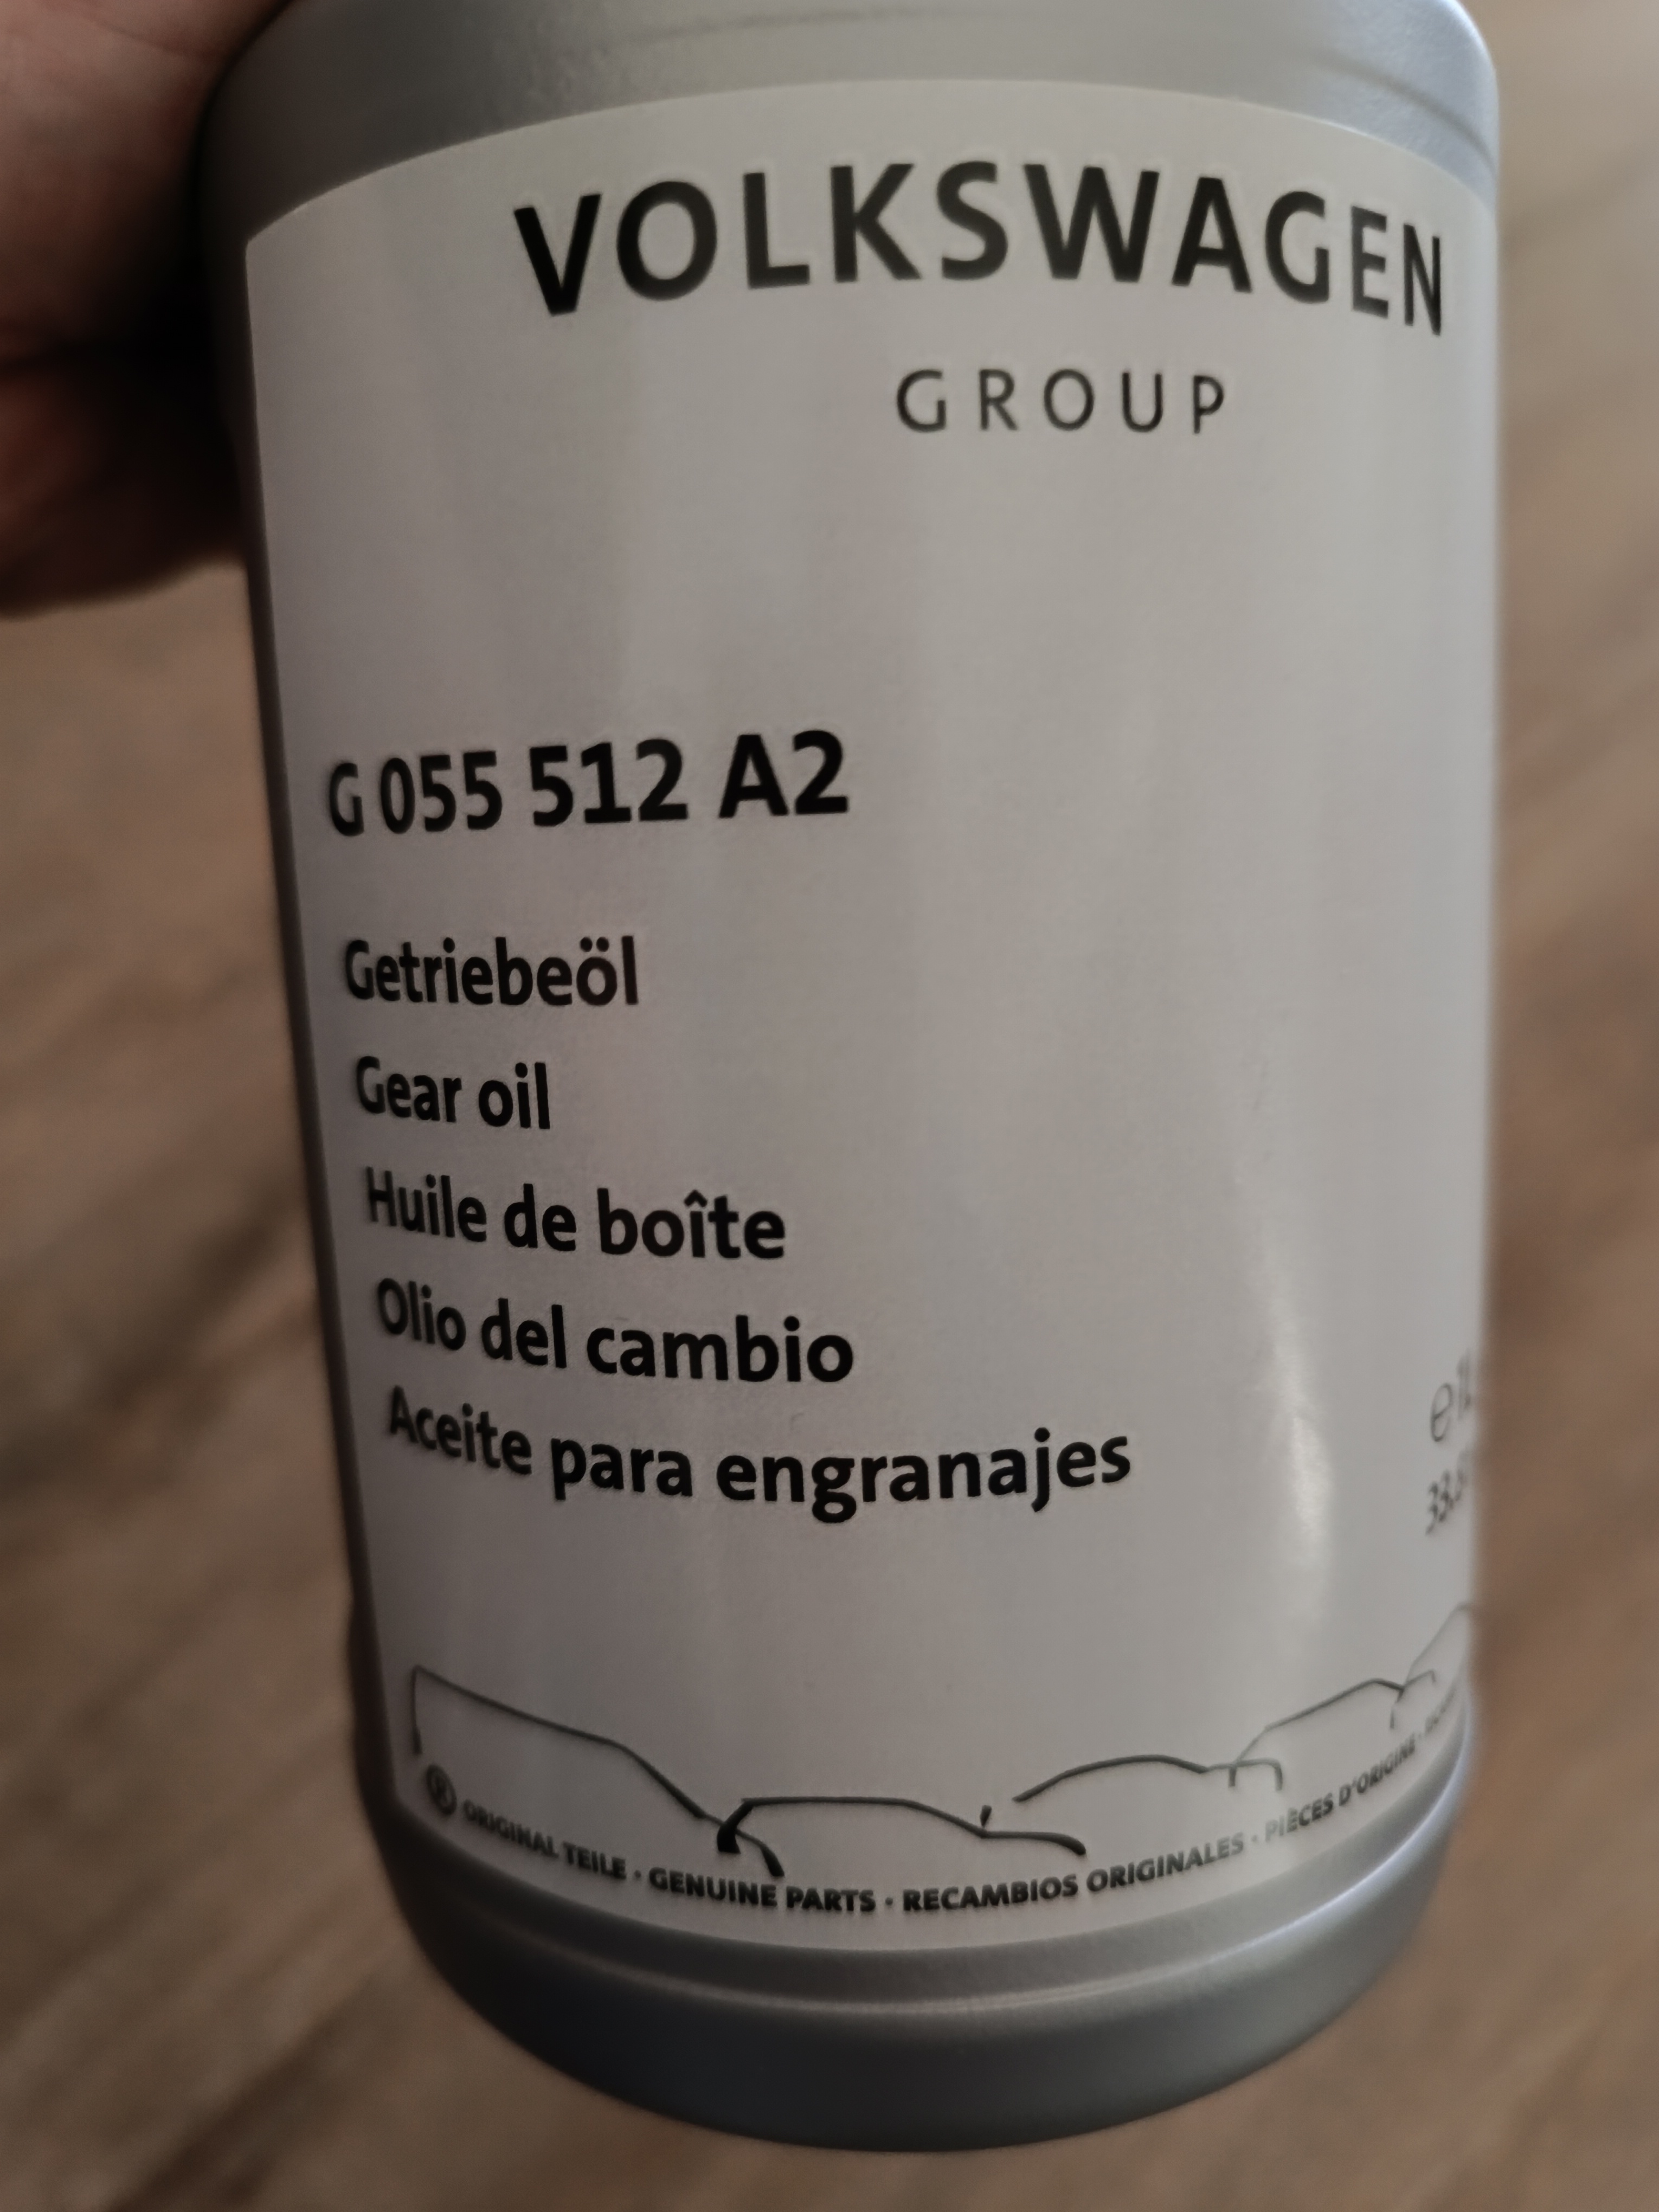 VOLKSWAGEN
GROUP
G 055 512 A2
Getriebeöl
Gear oil
Huile de boîte
Olio del cambio
Aceite para engranajes
® ORIGINAL TEILE · GENUINE PARTS · RECAMBIOS ORIGINALES · PIÈCES D'ORIGINE ·